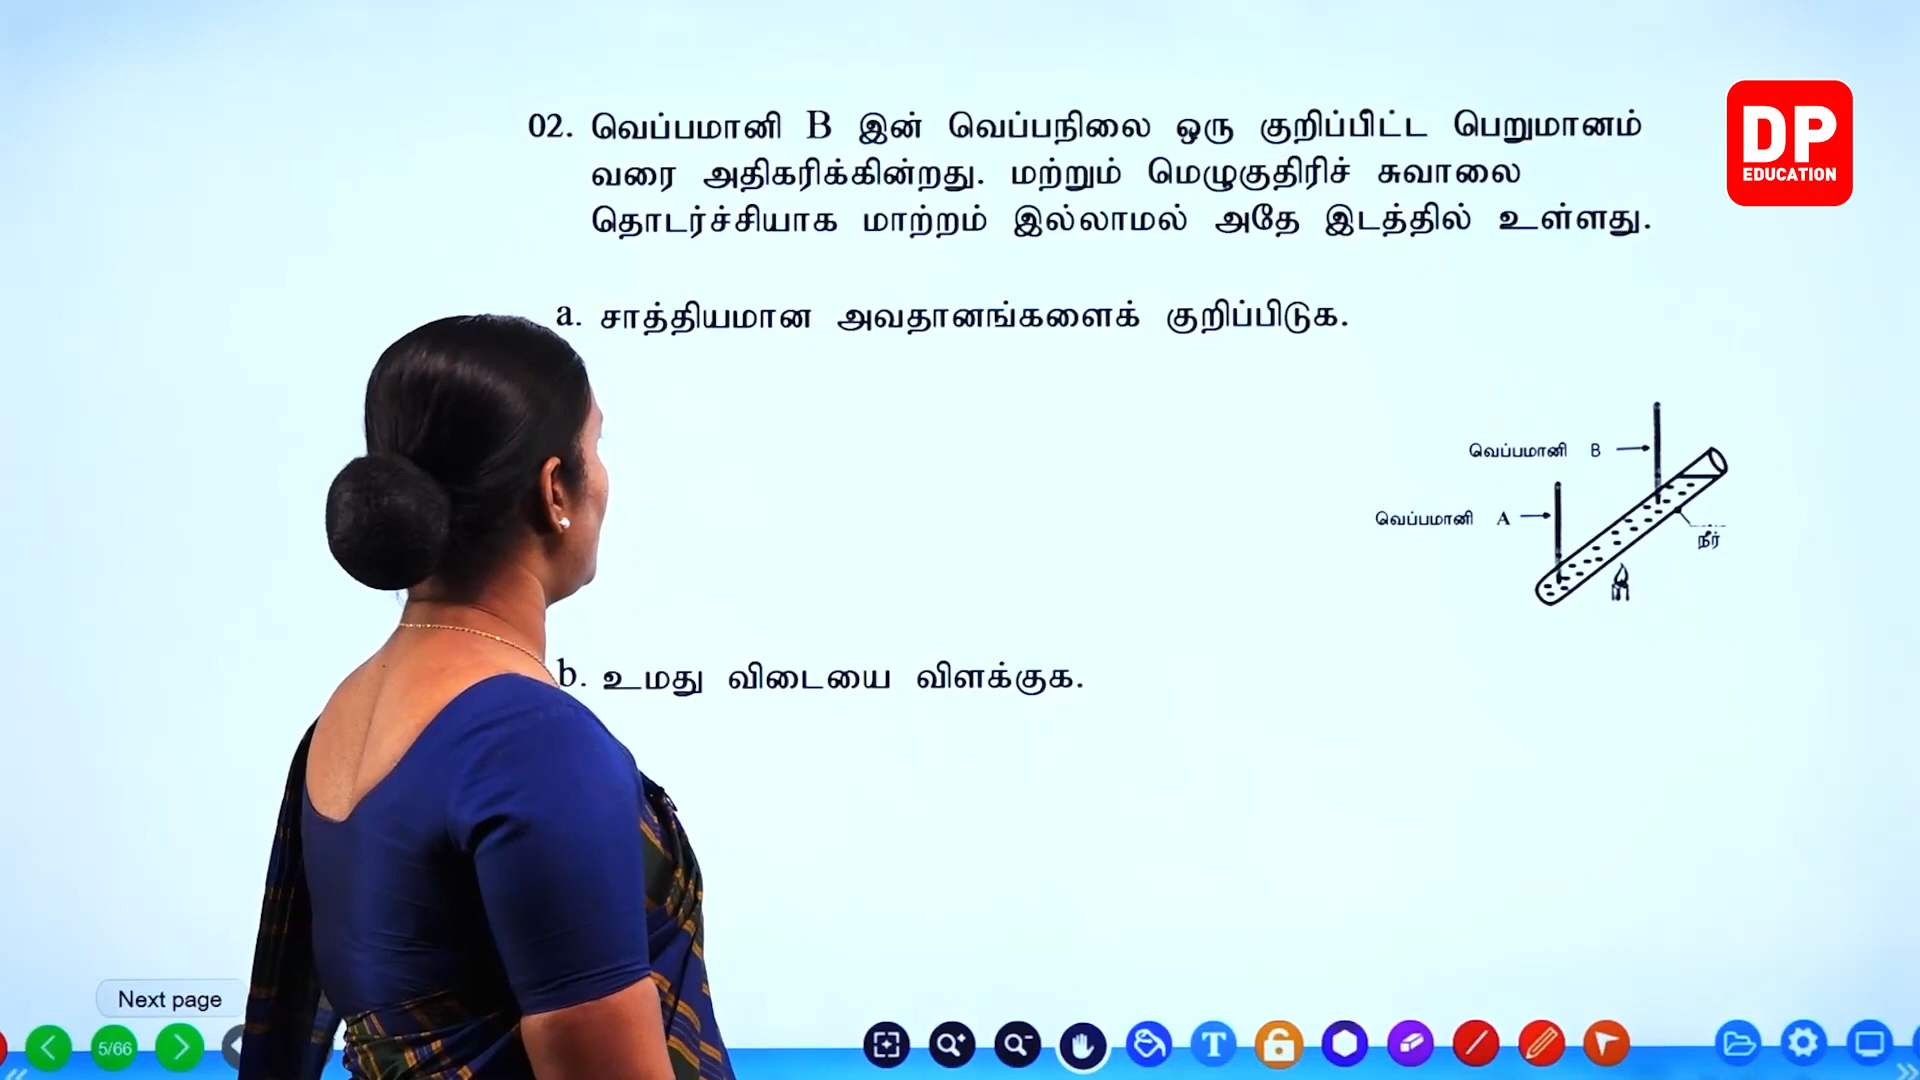 02. வெப்பமானி B இன் வெப்பநிலை ஒரு குறிப்பிட்ட பெறுமானம்
வரை அதிகரிக்கின்றது. மற்றும் மெழுகுதிரிச் சுவாலை
தொடர்ச்சியாக மாற்றம் இல்லாமல் அதே இடத்தில் உள்ளது.
DP
EDUCATION
a. சாத்தியமான அவதானங்களைக் குறிப்பிடுக.
வெப்பமானி B
வெப்பமானி A
நீர்
b. உமது விடையை விளக்குக.
Next page
5/66
T